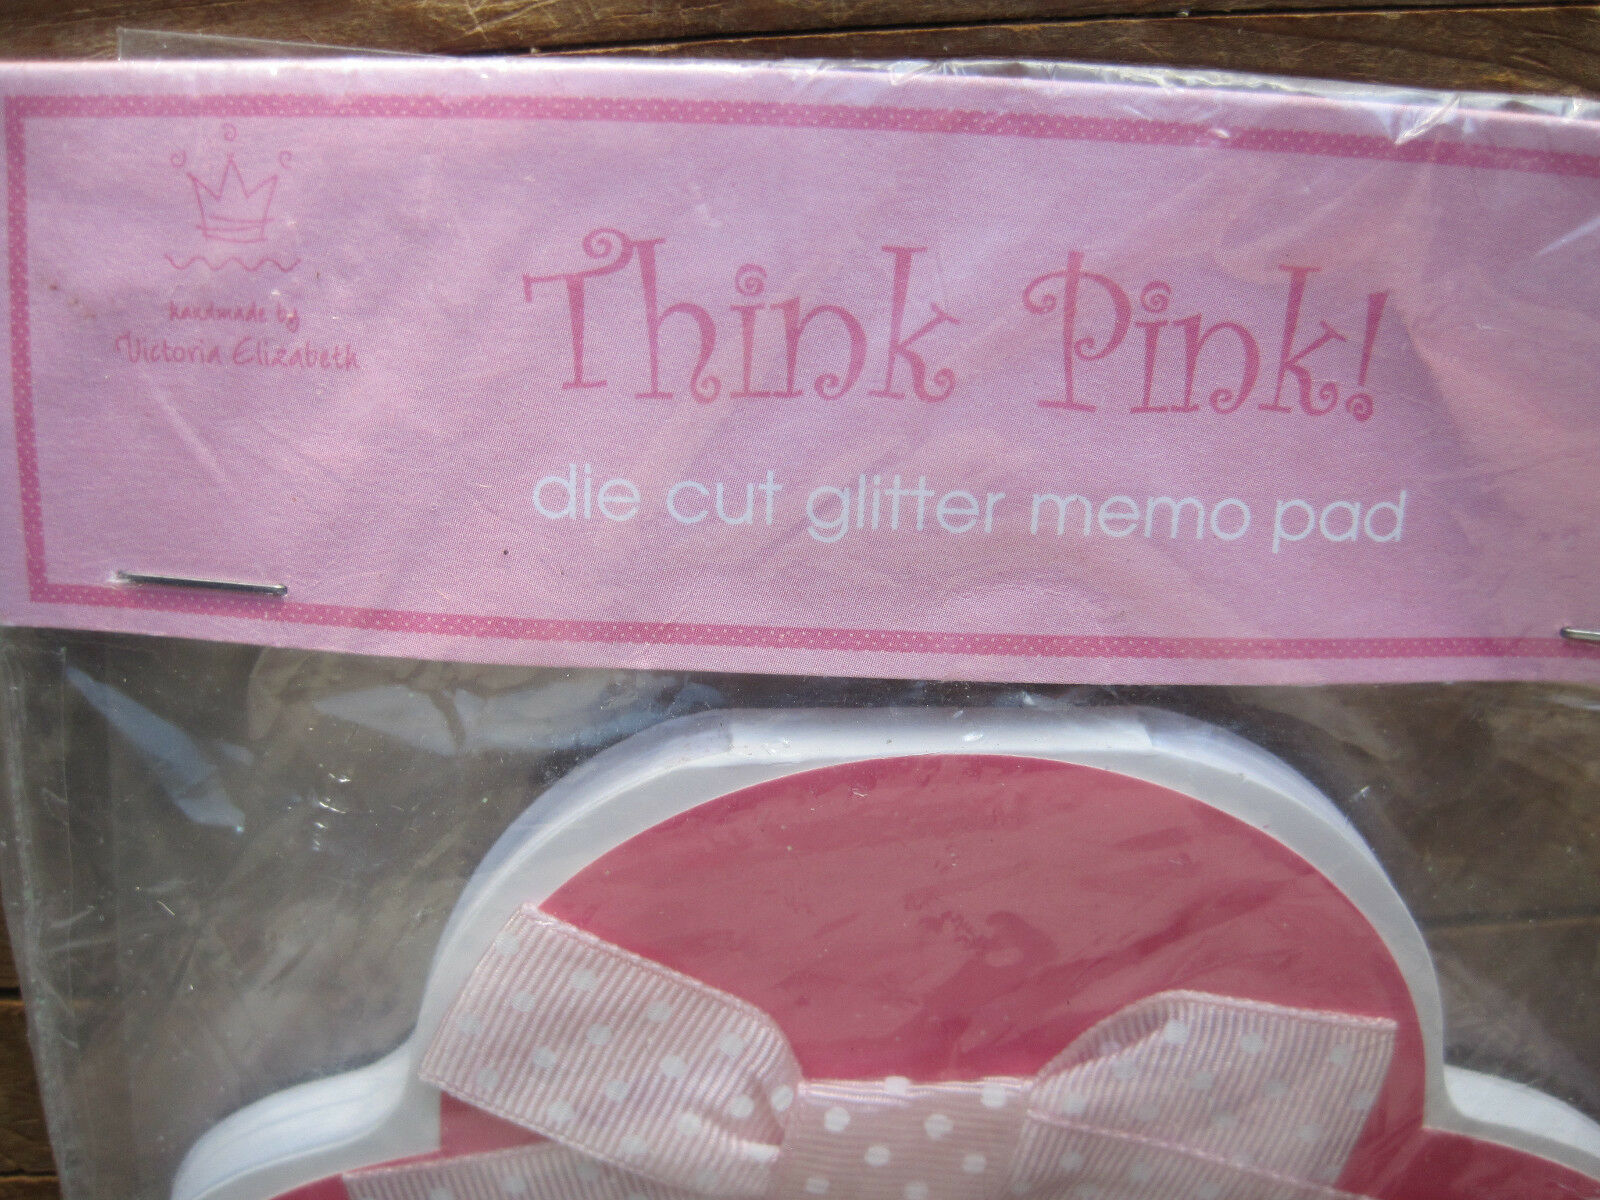 handmade by
Victoria Elizabeth
Think Pink!
die cut glitter memo pad